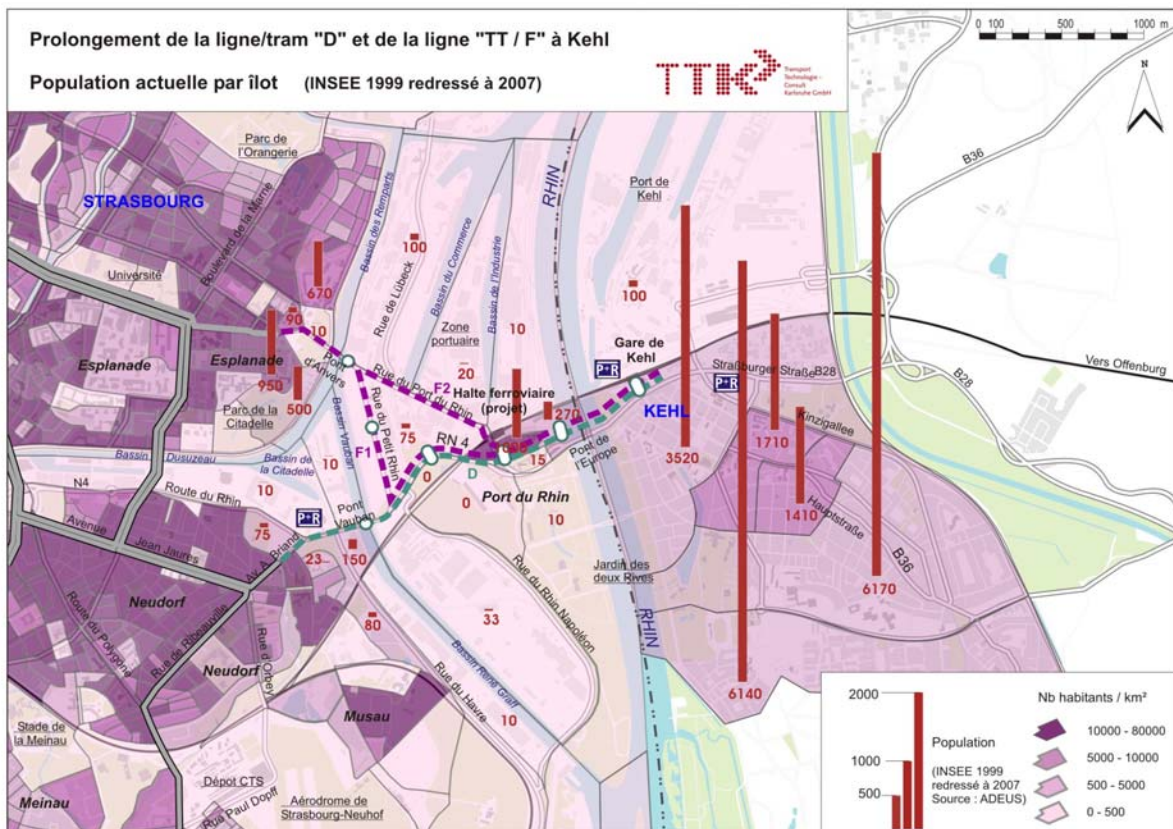 Prolongement de la ligne/tram "D" et de la ligne "TT / F" à Kehl
Population actuelle par îlot (INSEE 1999 redressé à 2007)
TTK
Transport
Technologie -
Consult
Karlsruhe GmbH
0 100 500 1000 m
N
Parc de
l'Orangerie
STRASBOURG
Boulevard de la Marne
Université
Bassin des Remparts
Rue de Lübeck
Bassin du Commerce
Bassin de l'Industrie
RHIN
Port de
Kehl
B36
100
670
90
10
100
10
Zone
portuaire
20
Gare de
Kehl
P+R
Straßburger Straße B28
P+R
KEHL
Kinzigallee
B28
Vers Offenburg
Esplanade
Esplanade
950
500
Pont
d'Anvers
Parc de la
Citadelle
Rue du Port du Rhin
F2
Halte ferroviaire
(projet)
270
Rue du Petit Rhin
F1
75
RN 4
15
Pont de
l'Europe
D
0
0
Port du Rhin
10
3520
1710
1410
Hauptstraße
B36
6170
6140
Bassin Dusuzeau
Bassin de
la Citadelle
Bassin Vauban
10
N4
Route du Rhin
10
Avenue
Jean Jaures
75
P+R
Pont
Vauban
Av. A. Briand
23
150
Neudorf
Route du Polygone
Rue de Ribeauville
Neudorf
Rue d'Orbey
80
33
Rue du Rhin Napoléon
Jardin des
deux Rives
RHIN
Bassin René Graff
Rue du Havre
10
Musau
Stade de
la Meinau
Meinau
Dépôt CTS
Rue Paul Dopff
Aérodrome de
Strasbourg-Neuhof
2000
1000
500
Population
(INSEE 1999
redressé à 2007
Source : ADEUS)
Nb habitants / km²
10000 - 80000
5000 - 10000
500 - 5000
0 - 500